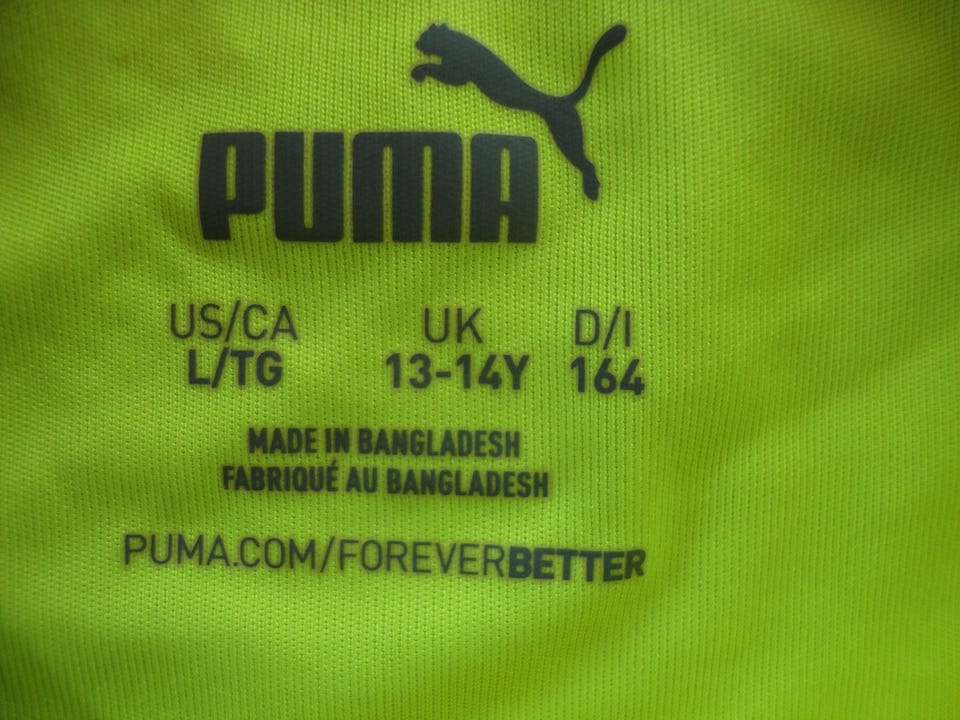 PUMA
US/CA UK D/I
L/TG 13-14Y 164
MADE IN BANGLADESH
FABRIQUÉ AU BANGLADESH
PUMA.COM/FOREVERBETTER